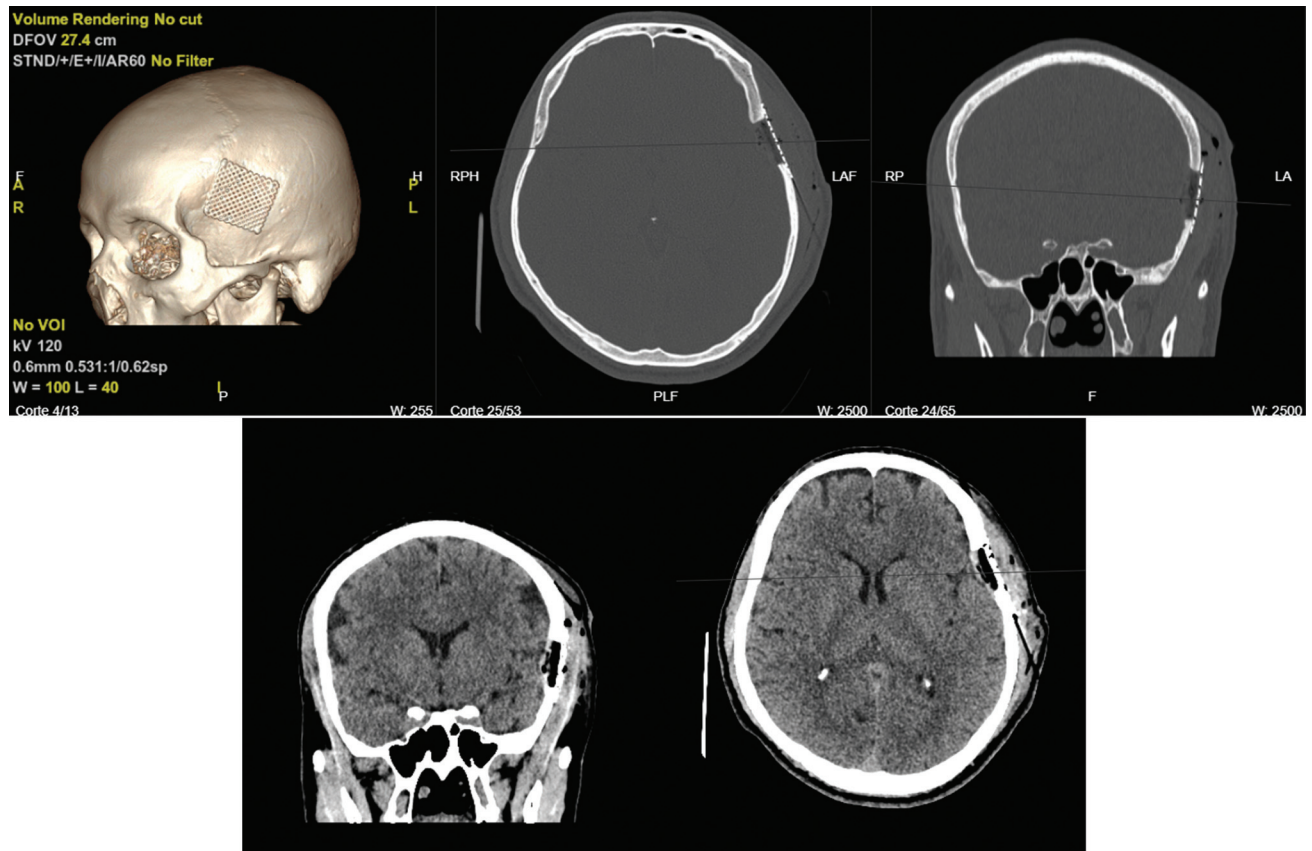 Volume Rendering No cut
DFOV 27.4 cm
STND/+/E+/I/AR60 No Filter
F
A
R
H
P
L
No VOI
kV 120
0.6mm 0.531:1/0.62sp
W = 100 L = 40
L
P
Corte 4/13
W: 255
RPH
LAF
PLF
Corte 25/53
W: 2500
RP
LA
F
Corte 24/65
W: 2500